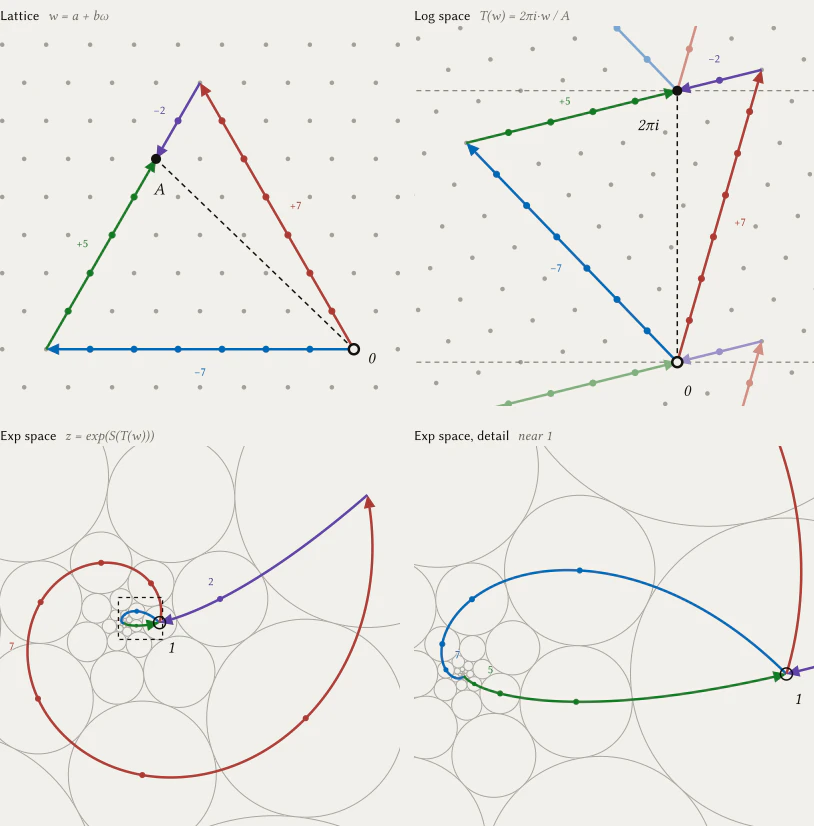 Lattice w = a + bω
−2
A
+7
+5
0
−7
Log space T(w) = 2πi·w / A
−2
+5
2πi
+7
−7
0
Exp space z = exp(S(T(w)))
2
7
1
Exp space, detail near 1
7
5
1